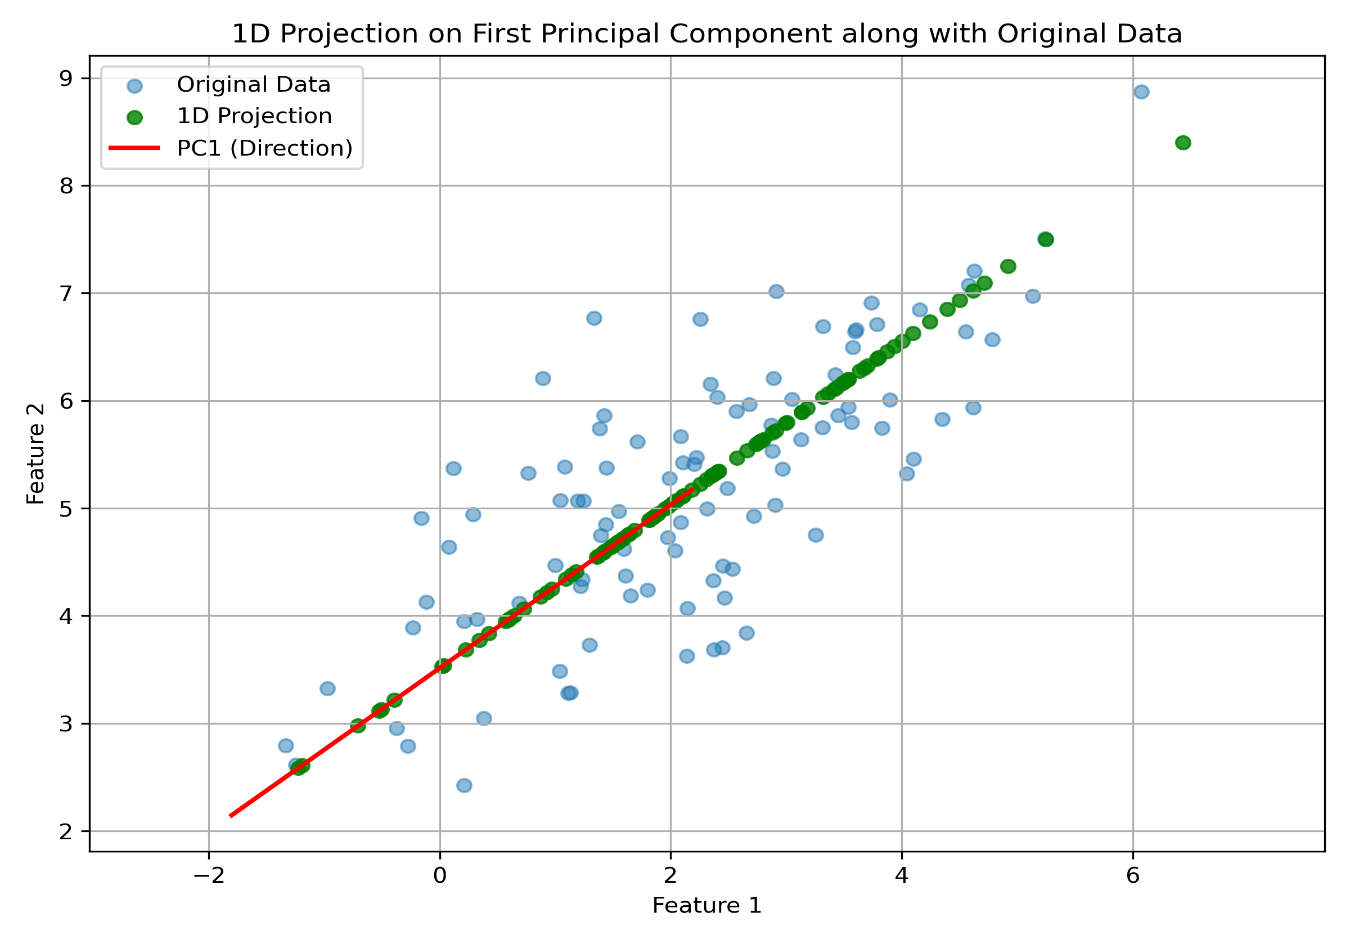 1D Projection on First Principal Component along with Original Data
Original Data
1D Projection
PC1 (Direction)
9
8
7
6
5
4
3
2
Feature 2
−2 0 2 4 6
Feature 1